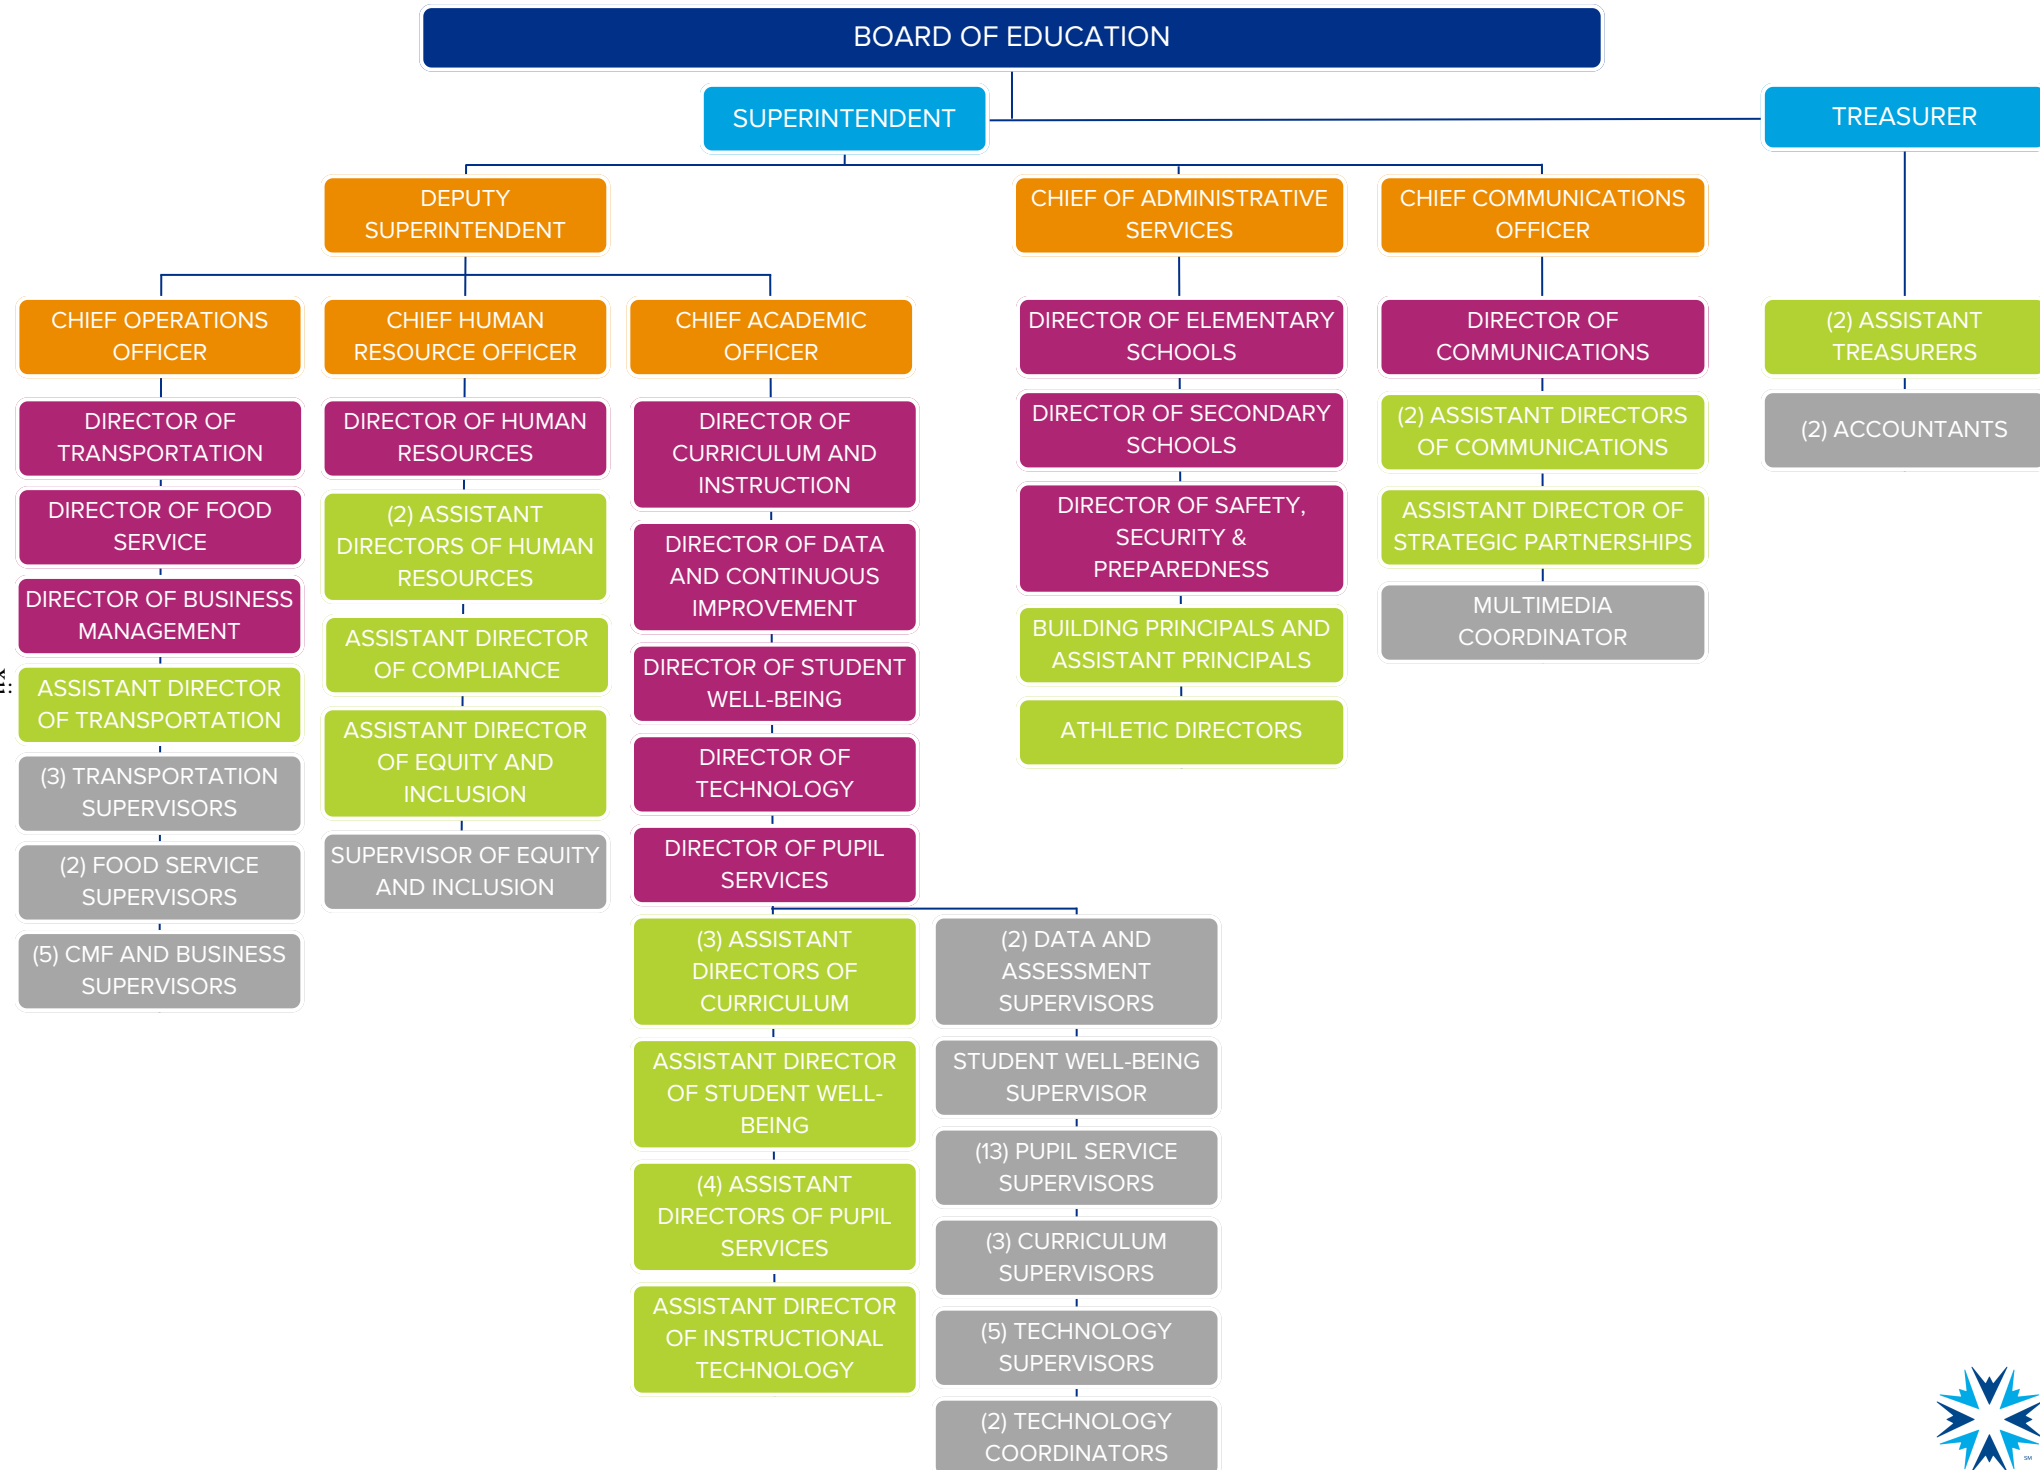 BOARD OF EDUCATION
SUPERINTENDENT
TREASURER
DEPUTY
SUPERINTENDENT
CHIEF OF ADMINISTRATIVE
SERVICES
CHIEF COMMUNICATIONS
OFFICER
CHIEF OPERATIONS
OFFICER
DIRECTOR OF
TRANSPORTATION
DIRECTOR OF FOOD
SERVICE
DIRECTOR OF BUSINESS
MANAGEMENT
xii
ASSISTANT DIRECTOR
OF TRANSPORTATION
(3) TRANSPORTATION
SUPERVISORS
(2) FOOD SERVICE
SUPERVISORS
(5) CMF AND BUSINESS
SUPERVISORS
CHIEF HUMAN
RESOURCE OFFICER
DIRECTOR OF HUMAN
RESOURCES
(2) ASSISTANT
DIRECTORS OF HUMAN
RESOURCES
ASSISTANT DIRECTOR
OF COMPLIANCE
ASSISTANT DIRECTOR
OF EQUITY AND
INCLUSION
SUPERVISOR OF EQUITY
AND INCLUSION
CHIEF ACADEMIC
OFFICER
DIRECTOR OF
CURRICULUM AND
INSTRUCTION
DIRECTOR OF DATA
AND CONTINUOUS
IMPROVEMENT
DIRECTOR OF STUDENT
WELL-BEING
DIRECTOR OF
TECHNOLOGY
DIRECTOR OF PUPIL
SERVICES
(3) ASSISTANT
DIRECTORS OF
CURRICULUM
ASSISTANT DIRECTOR
OF STUDENT WELL-
BEING
(4) ASSISTANT
DIRECTORS OF PUPIL
SERVICES
ASSISTANT DIRECTOR
OF INSTRUCTIONAL
TECHNOLOGY
(2) DATA AND
ASSESSMENT
SUPERVISORS
STUDENT WELL-BEING
SUPERVISOR
(13) PUPIL SERVICE
SUPERVISORS
(3) CURRICULUM
SUPERVISORS
(5) TECHNOLOGY
SUPERVISORS
(2) TECHNOLOGY
COORDINATORS
DIRECTOR OF ELEMENTARY
SCHOOLS
DIRECTOR OF SECONDARY
SCHOOLS
DIRECTOR OF SAFETY,
SECURITY &
PREPAREDNESS
BUILDING PRINCIPALS AND
ASSISTANT PRINCIPALS
ATHLETIC DIRECTORS
DIRECTOR OF
COMMUNICATIONS
(2) ASSISTANT DIRECTORS
OF COMMUNICATIONS
ASSISTANT DIRECTOR OF
STRATEGIC PARTNERSHIPS
MULTIMEDIA
COORDINATOR
(2) ASSISTANT
TREASURERS
(2) ACCOUNTANTS
SM